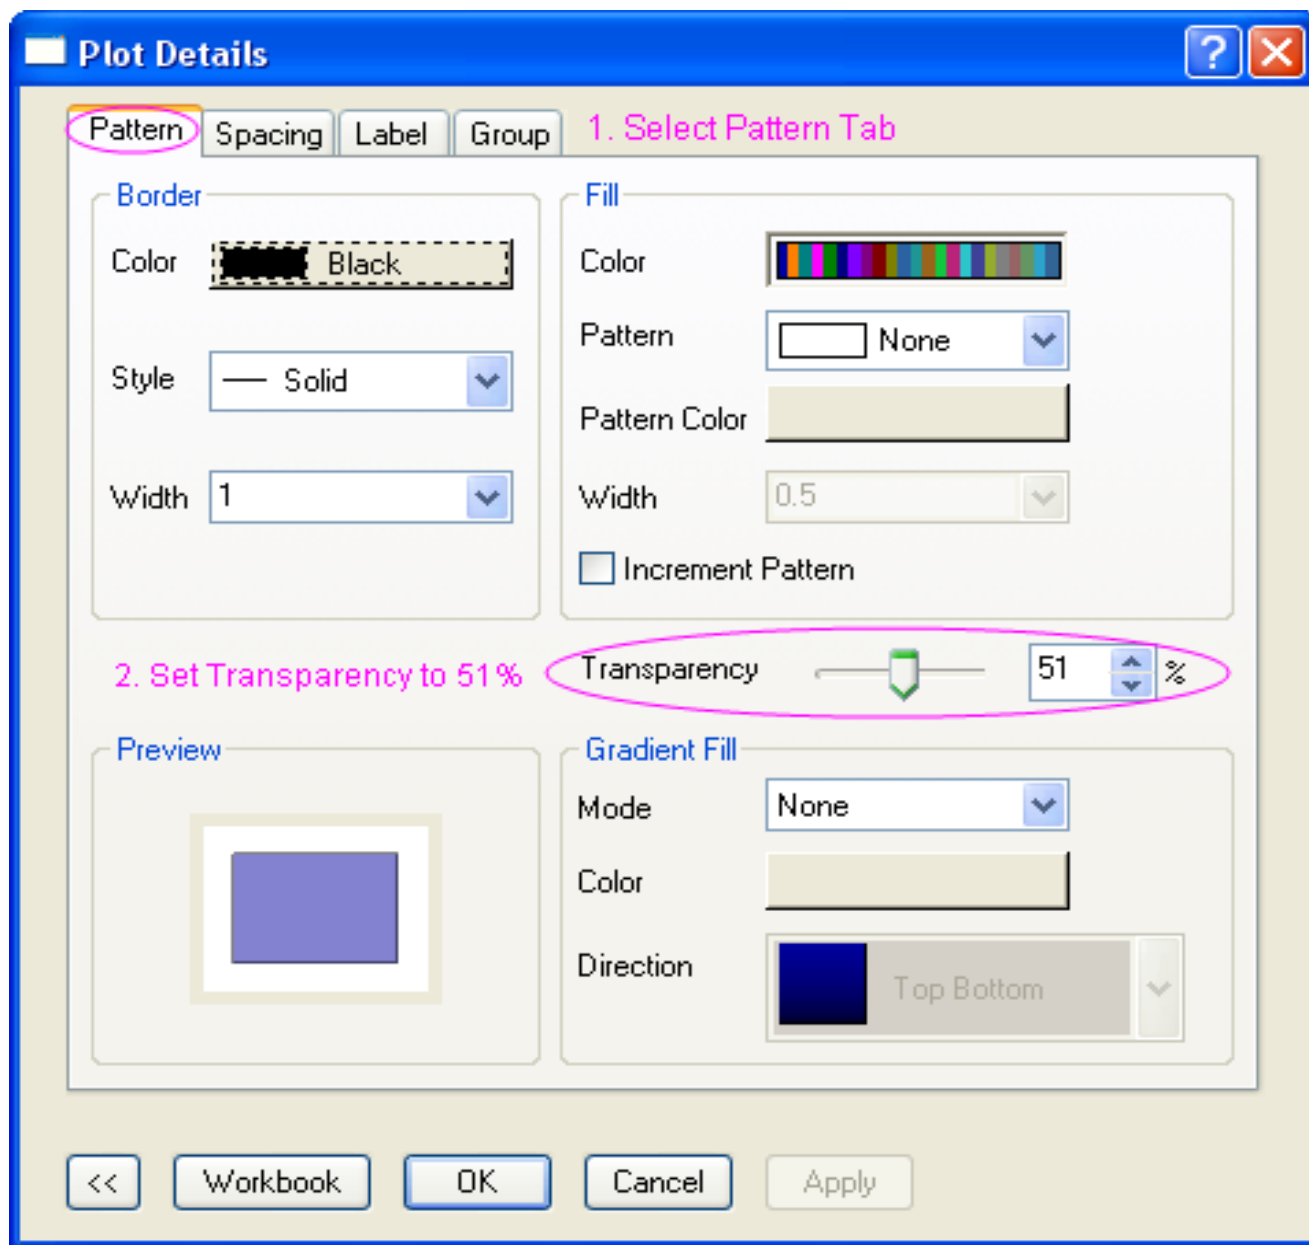 Plot Details
?
Pattern Spacing Label Group 1. Select Pattern Tab
Border
Color Black
Style Solid
Width 1
Fill
Color
Pattern None
Pattern Color
Width 0.5
Increment Pattern
2. Set Transparency to 51% Transparency 51 %
Preview
Gradient Fill
Mode None
Color
Direction Top Bottom
<< Workbook OK Cancel Apply